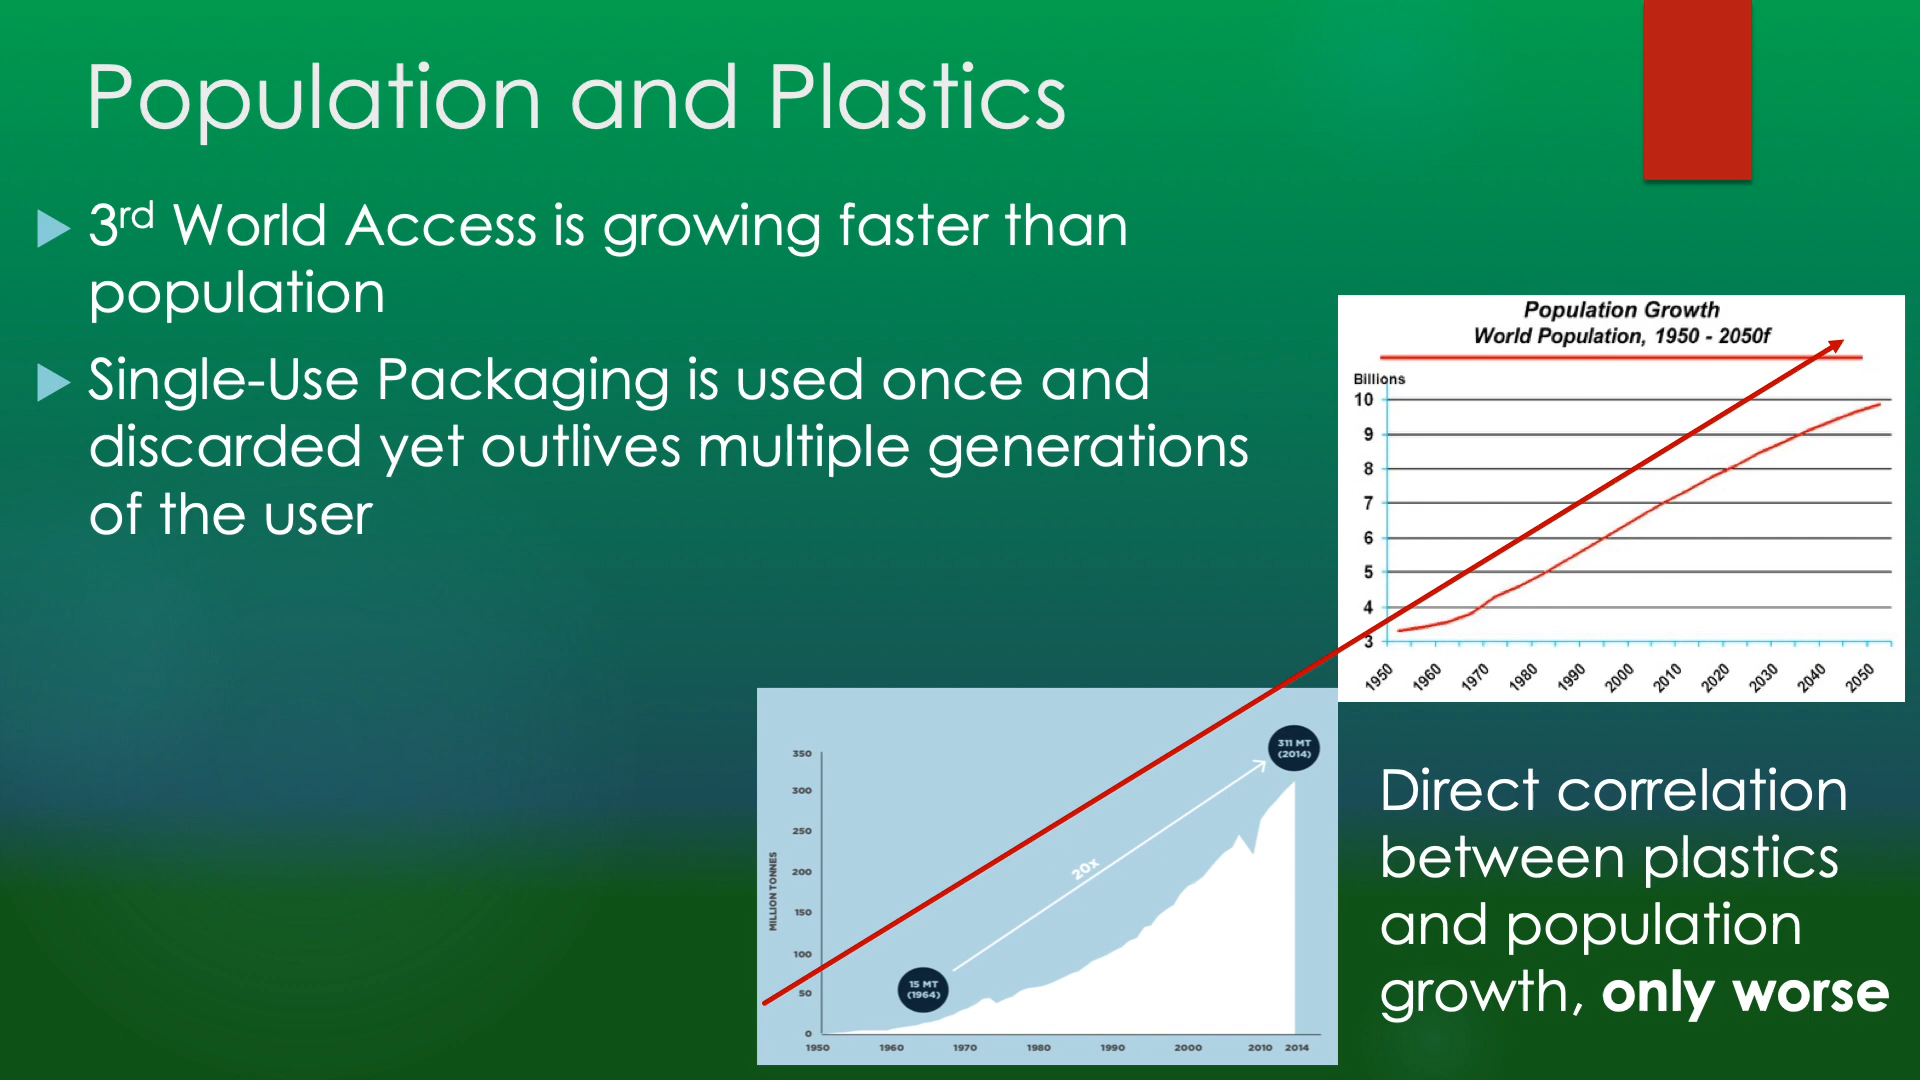 Population and Plastics
3rd World Access is growing faster than
population
Single-Use Packaging is used once and
discarded yet outlives multiple generations
of the user
Population Growth
World Population, 1950 - 2050f
Billions
10
9
8
7
6
5
4
3
1950 1960 1970 1980 1990 2000 2010 2020 2030 2040 2050
MILLION TONNES
350
300
250
200
150
100
50
0
311 MT
(2014)
20x
15 MT
(1964)
1950 1960 1970 1980 1990 2000 2010 2014
Direct correlation
between plastics
and population
growth, only worse